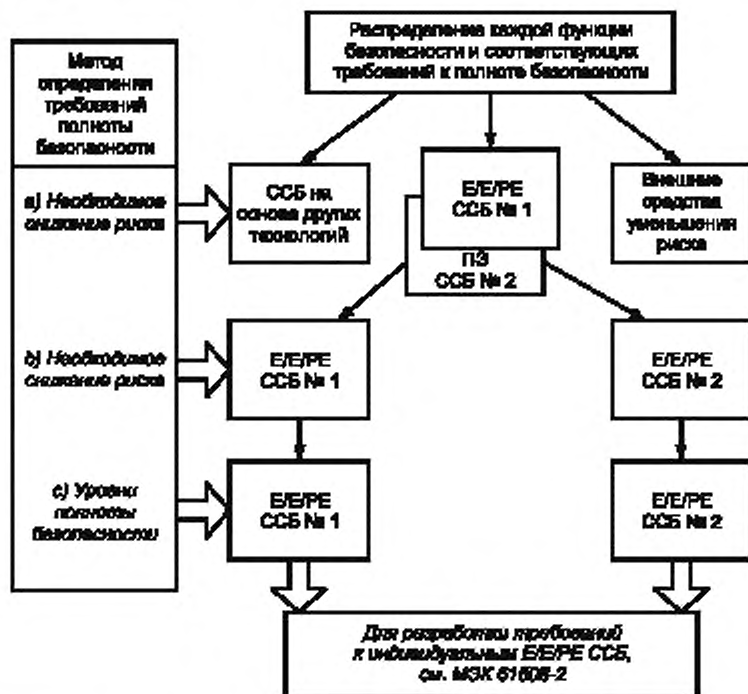 Распределение каждой функции
безопасности и соответствующих
требований к полноте безопасности
Метод
определения
требований
полноты
безопасности
а) Необходимое
снижение риска
ССБ на
основе других
технологий
Е/Е/РЕ
ССБ № 1
ПЭ
ССБ № 2
Внешние
средства
уменьшения
риска
b) Необходимое
снижение риска
Е/Е/РЕ
ССБ № 1
Е/Е/РЕ
ССБ № 2
c) Уровни
полноты
безопасности
Е/Е/РЕ
ССБ № 1
Е/Е/РЕ
ССБ № 2
Для разработки требований
к индивидуальным Е/Е/РЕ ССБ,
см. МЭК 61508-2